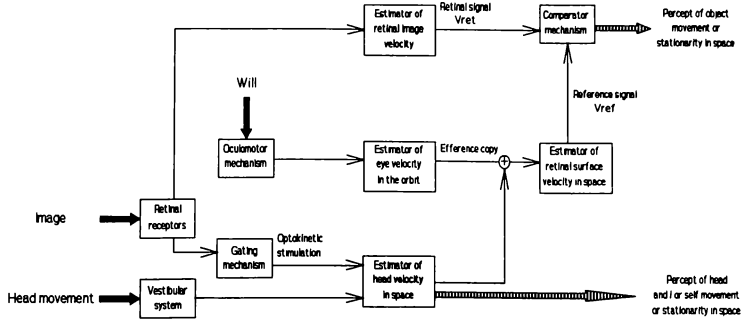 Estimator of
retinal image
velocity
Retinal signal
Vret
Comparator
mechanism
Percept of object
movement or
stationarity in space
Will
Reference signal
Vref
Oculomotor
mechanism
Estimator of
eye velocity
in the orbit
Efference copy
+
Estimator of
retinal surface
velocity in space
Image
Retinal
receptors
Gating
mechanism
Optokinetic
stimulation
Estimator of
head velocity
in space
Head movement
Vestibular
system
Percept of head
and / or self movement
or stationarity in space